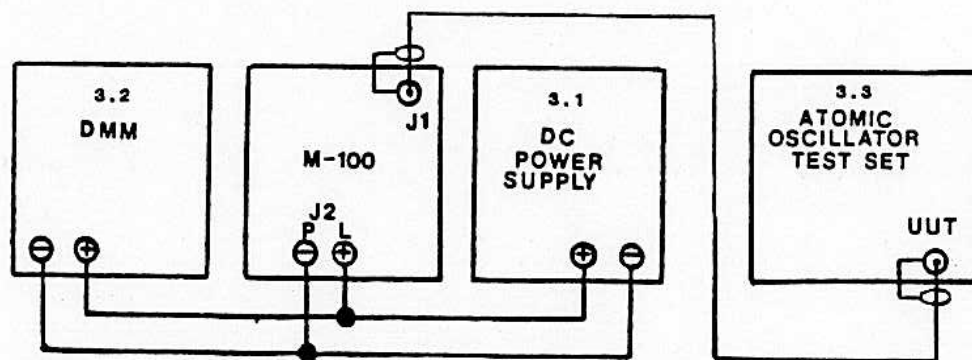 3.2
DMM
M-100
J1
J2
P L
3.1
DC
POWER
SUPPLY
3.3
ATOMIC
OSCILLATOR
TEST SET
UUT